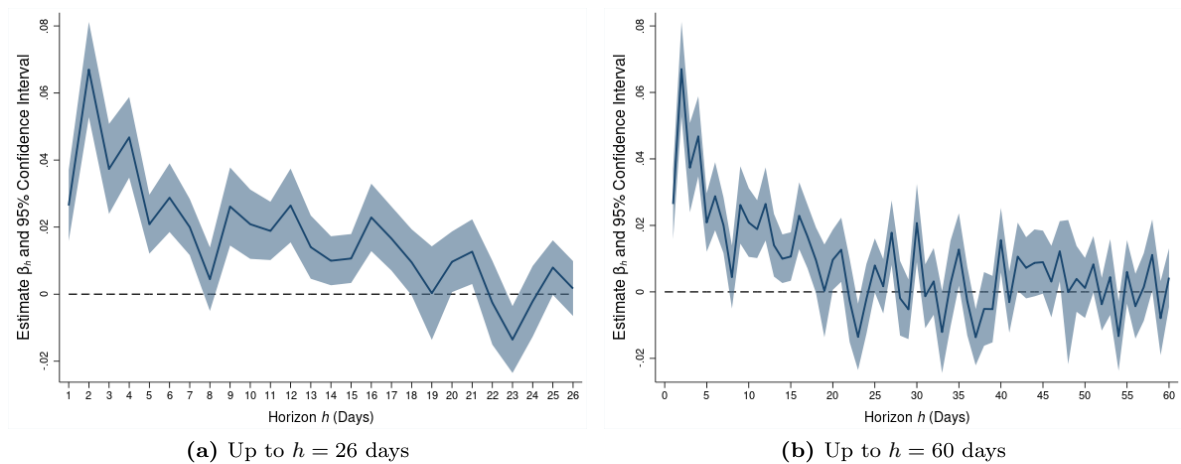 Estimate βₕ and 95% Confidence Interval
.08
.06
.04
.02
0
-.02
1 2 3 4 5 6 7 8 9 10 11 12 13 14 15 16 17 18 19 20 21 22 23 24 25 26
Horizon h (Days)
(a) Up to h = 26 days
Estimate βₕ and 95% Confidence Interval
.08
.06
.04
.02
0
-.02
0 5 10 15 20 25 30 35 40 45 50 55 60
Horizon h (Days)
(b) Up to h = 60 days